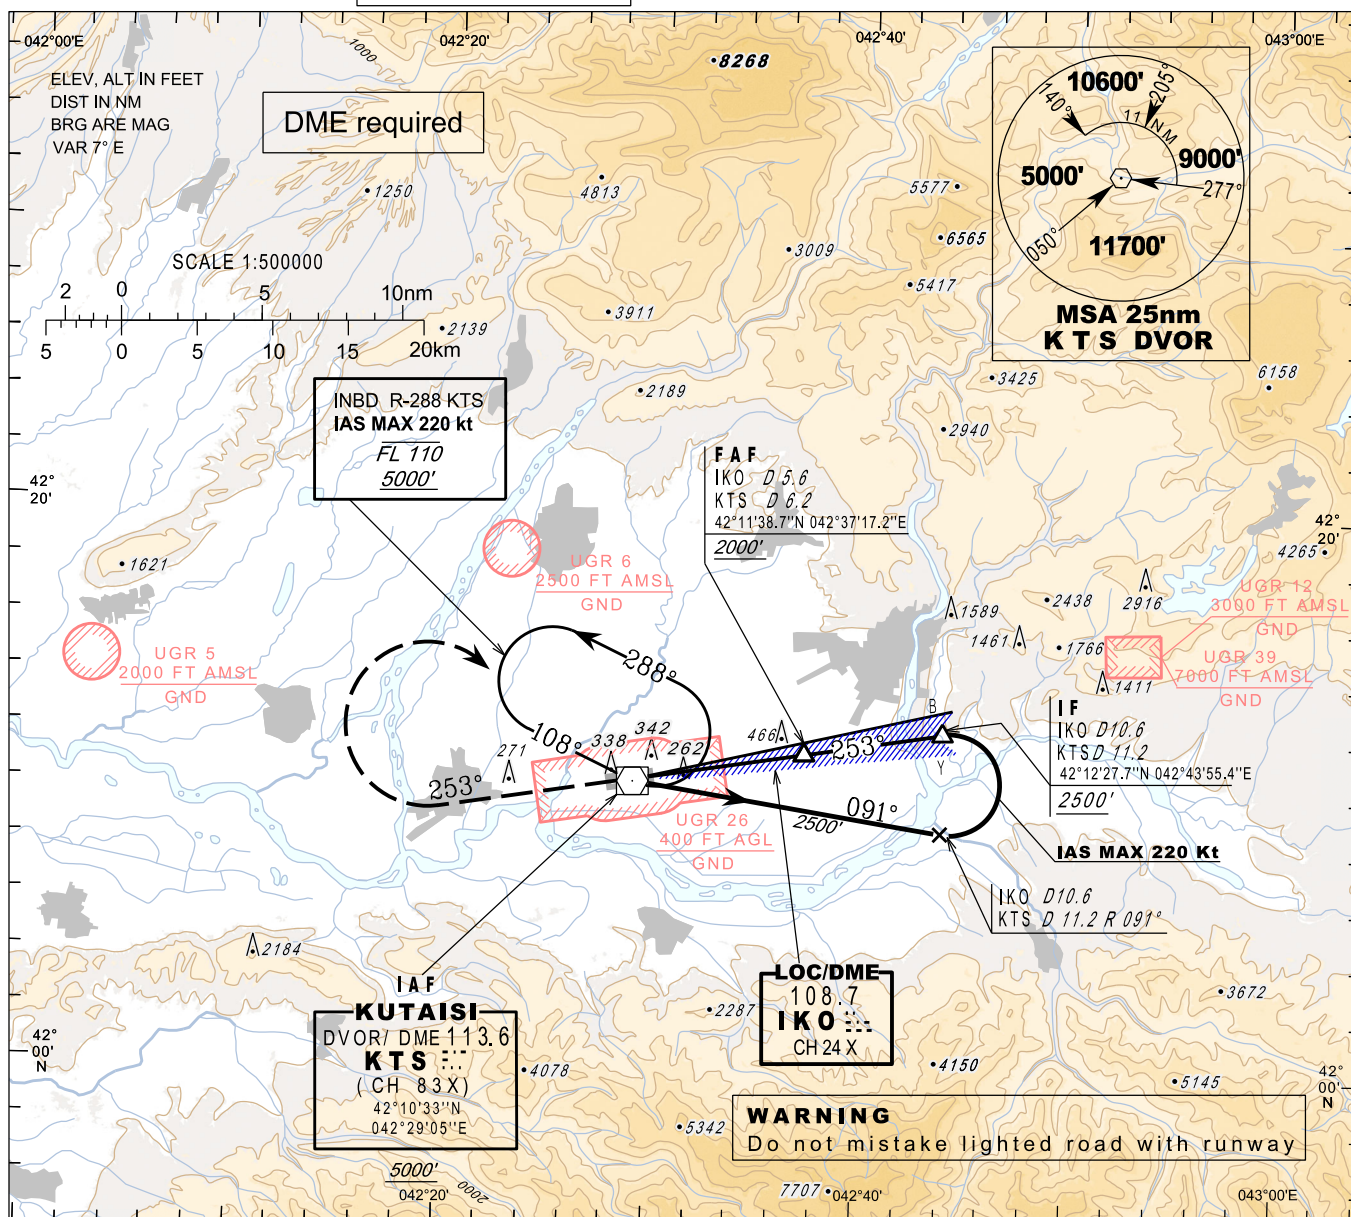 042°00'E
042°20'
042°40'
043°00'E
ELEV, ALT IN FEET
DIST IN NM
BRG ARE MAG
VAR 7° E
DME required
1000
8268
10600'
140°
205°
11 NM
9000'
5000'
277°
050°
11700'
MSA 25nm
KTS DVOR
1250
4813
5577
6565
3009
5417
SCALE 1:500000
2 0 5 10nm
5 0 5 10 15 20km
2139
3911
2189
3425
6158
2940
INBD R-288 KTS
IAS MAX 220 kt
FL 110
5000'
FAF
IKO D 5.6
KTS D 6.2
42°11'38.7"N 042°37'17.2"E
2000'
42°
20'
42°
20'
4265
1621
UGR 6
2500 FT AMSL
GND
UGR 5
2000 FT AMSL
GND
1589
2438
2916
1461
1766
1411
UGR 12
3000 FT AMSL
GND
UGR 39
7000 FT AMSL
GND
288°
108°
253°
271
338
342
262
466
253°
B
Y
IF
IKO D10.6
KTS D 11.2
42°12'27.7"N 042°43'55.4"E
2500'
091°
2500'
UGR 26
400 FT AGL
GND
IAS MAX 220 Kt
IKO D10.6
KTS D 11.2 R 091°
2184
IAF
KUTAISI
DVOR/ DME 113.6
KTS
(CH 83X)
42°10'33"N
042°29'05"E
5000'
LOC/DME
108.7
IKO
CH 24 X
2287
3672
4078
4150
5145
5342
7707
42°
00'
N
42°
00'
N
WARNING
Do not mistake lighted road with runway
042°20'
2000
042°40'
043°00'E